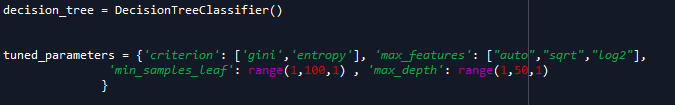 decision_tree = DecisionTreeClassifier()
tuned_parameters = {'criterion': ['gini','entropy'], 'max_features': ["auto","sqrt","log2"],
'min_samples_leaf': range(1,100,1) , 'max_depth': range(1,50,1)
}